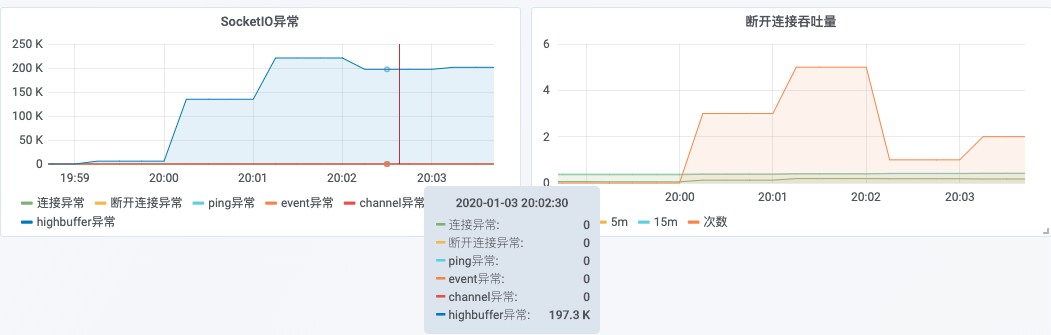 SocketIO异常
250 K
200 K
150 K
100 K
50 K
0
19:59 20:00 20:01 20:02 20:03
连接异常 断开连接异常 ping异常 event异常 channel异常
highbuffer异常
断开连接吞吐量
6
4
2
0
20:00 20:01 20:02 20:03
5m 15m 次数
2020-01-03 20:02:30
连接异常: 0
断开连接异常: 0
ping异常: 0
event异常: 0
channel异常: 0
highbuffer异常: 197.3 K